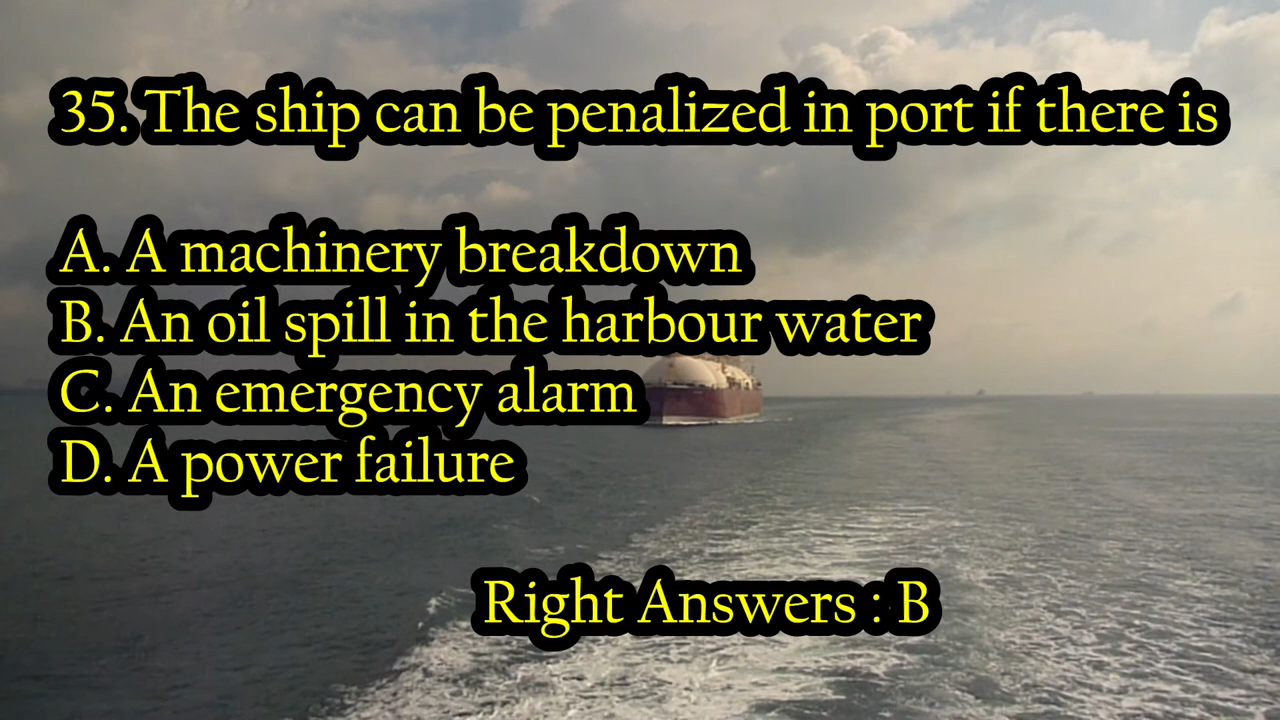 35. The ship can be penalized in port if there is
A. A machinery breakdown
B. An oil spill in the harbour water
C. An emergency alarm
D. A power failure
Right Answers : B